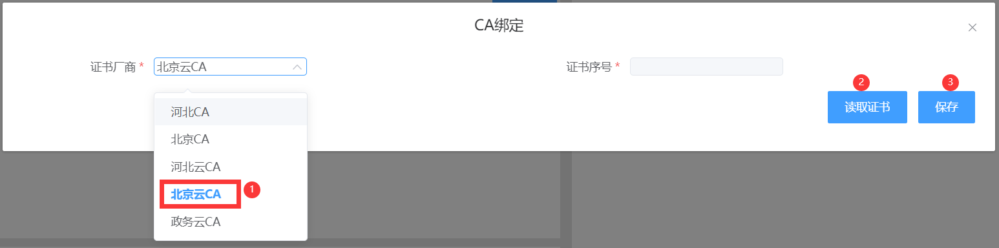 CA绑定
证书厂商 * 北京云CA 证书序号 *
2 3
读取证书 保存
河北CA
北京CA
河北云CA
北京云CA 1
政务云CA